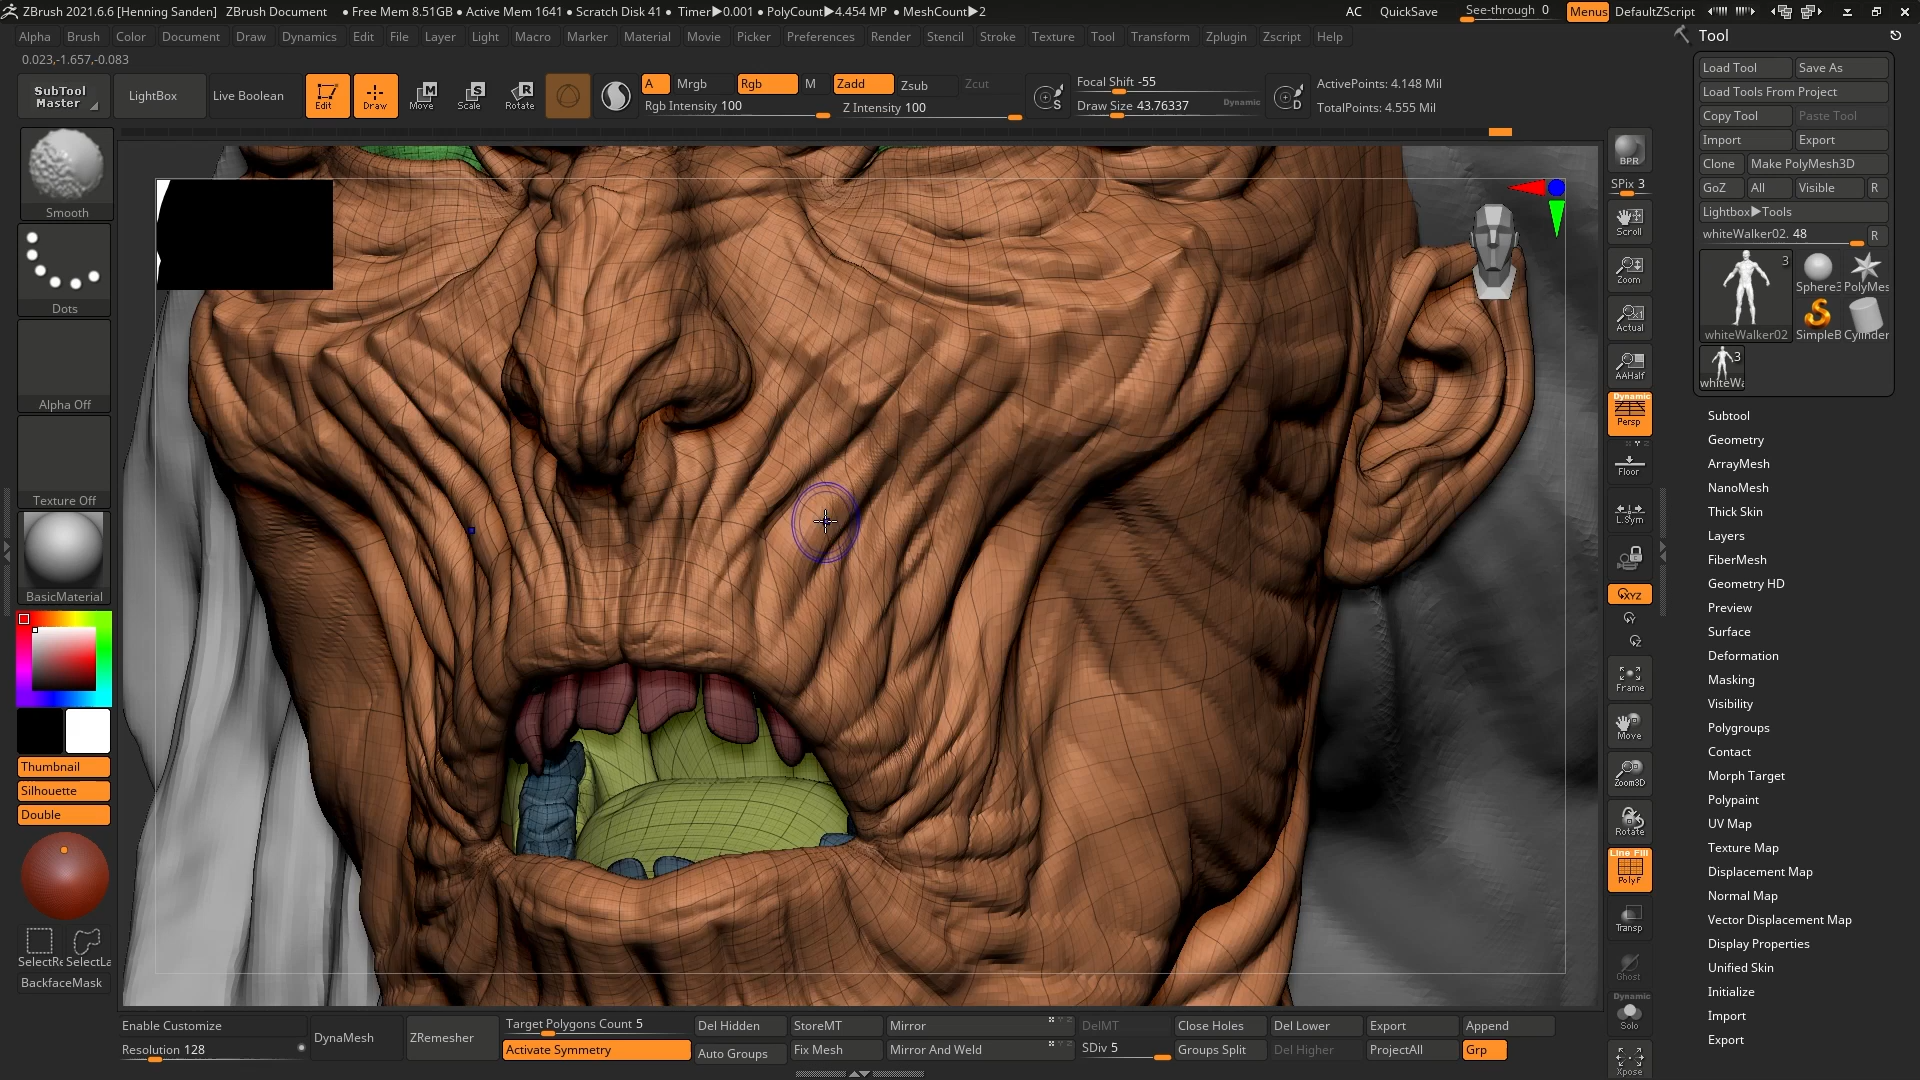 ZBrush 2021.6.6 [Henning Sanden] ZBrush Document • Free Mem 8.51GB • Active Mem 1641 • Scratch Disk 41 • Timer▶0.001 • PolyCount▶4.454 MP • MeshCount▶2 AC QuickSave See-through 0 Menus DefaultZScript
Alpha Brush Color Document Draw Dynamics Edit File Layer Light Macro Marker Material Movie Picker Preferences Render Stencil Stroke Texture Tool Transform Zplugin Zscript Help
0.023,-1.657,-0.083
SubTool Master
LightBox
Live Boolean
Edit
Draw
Move
Scale
Rotate
A Mrgb Rgb M Zadd Zsub Zcut
Rgb Intensity 100 Z Intensity 100
S
Focal Shift -55
Draw Size 43.76337 Dynamic
D
ActivePoints: 4.148 Mil
TotalPoints: 4.555 Mil
Smooth
Dots
Alpha Off
Texture Off
BasicMaterial
Thumbnail
Silhouette
Double
SelectRe SelectLa
BackfaceMask
BPR
SPix 3
Scroll
Zoom
Actual
AAHalf
Dynamic
Persp
Floor
L.Sym
XYZ
Frame
Move
Zoom3D
Rotate
Line Fill
PolyF
Transp
Ghost
Dynamic
Solo
Xpose
Tool
Load Tool Save As
Load Tools From Project
Copy Tool Paste Tool
Import Export
Clone Make PolyMesh3D
GoZ All Visible R
Lightbox▶Tools
whiteWalker02. 48 R
3
whiteWalker02
Sphere3 PolyMes
SimpleB Cylinder
3
whiteWa
Subtool
Geometry
ArrayMesh
NanoMesh
Thick Skin
Layers
FiberMesh
Geometry HD
Preview
Surface
Deformation
Masking
Visibility
Polygroups
Contact
Morph Target
Polypaint
UV Map
Texture Map
Displacement Map
Normal Map
Vector Displacement Map
Display Properties
Unified Skin
Initialize
Import
Export
Enable Customize
Resolution 128
DynaMesh
ZRemesher
Target Polygons Count 5
Activate Symmetry
Del Hidden
Auto Groups
StoreMT
Fix Mesh
Mirror
Mirror And Weld
DelMT
SDiv 5
Close Holes
Groups Split
Del Lower
Del Higher
Export
ProjectAll
Append
Grp